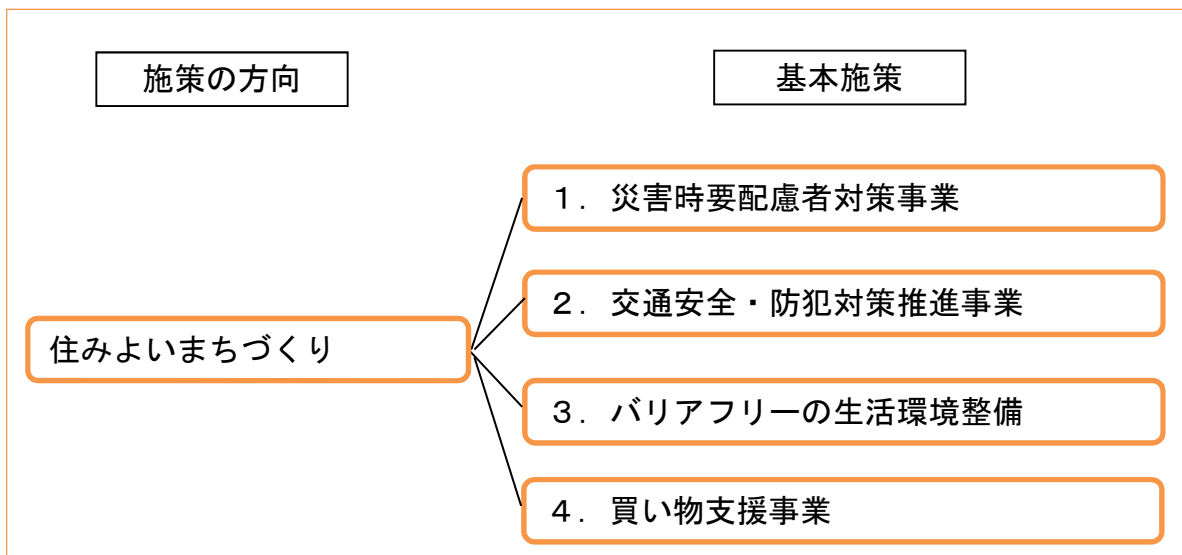 施策の方向
基本施策
住みよいまちづくり
１．災害時要配慮者対策事業
２．交通安全・防犯対策推進事業
３．バリアフリーの生活環境整備
４．買い物支援事業